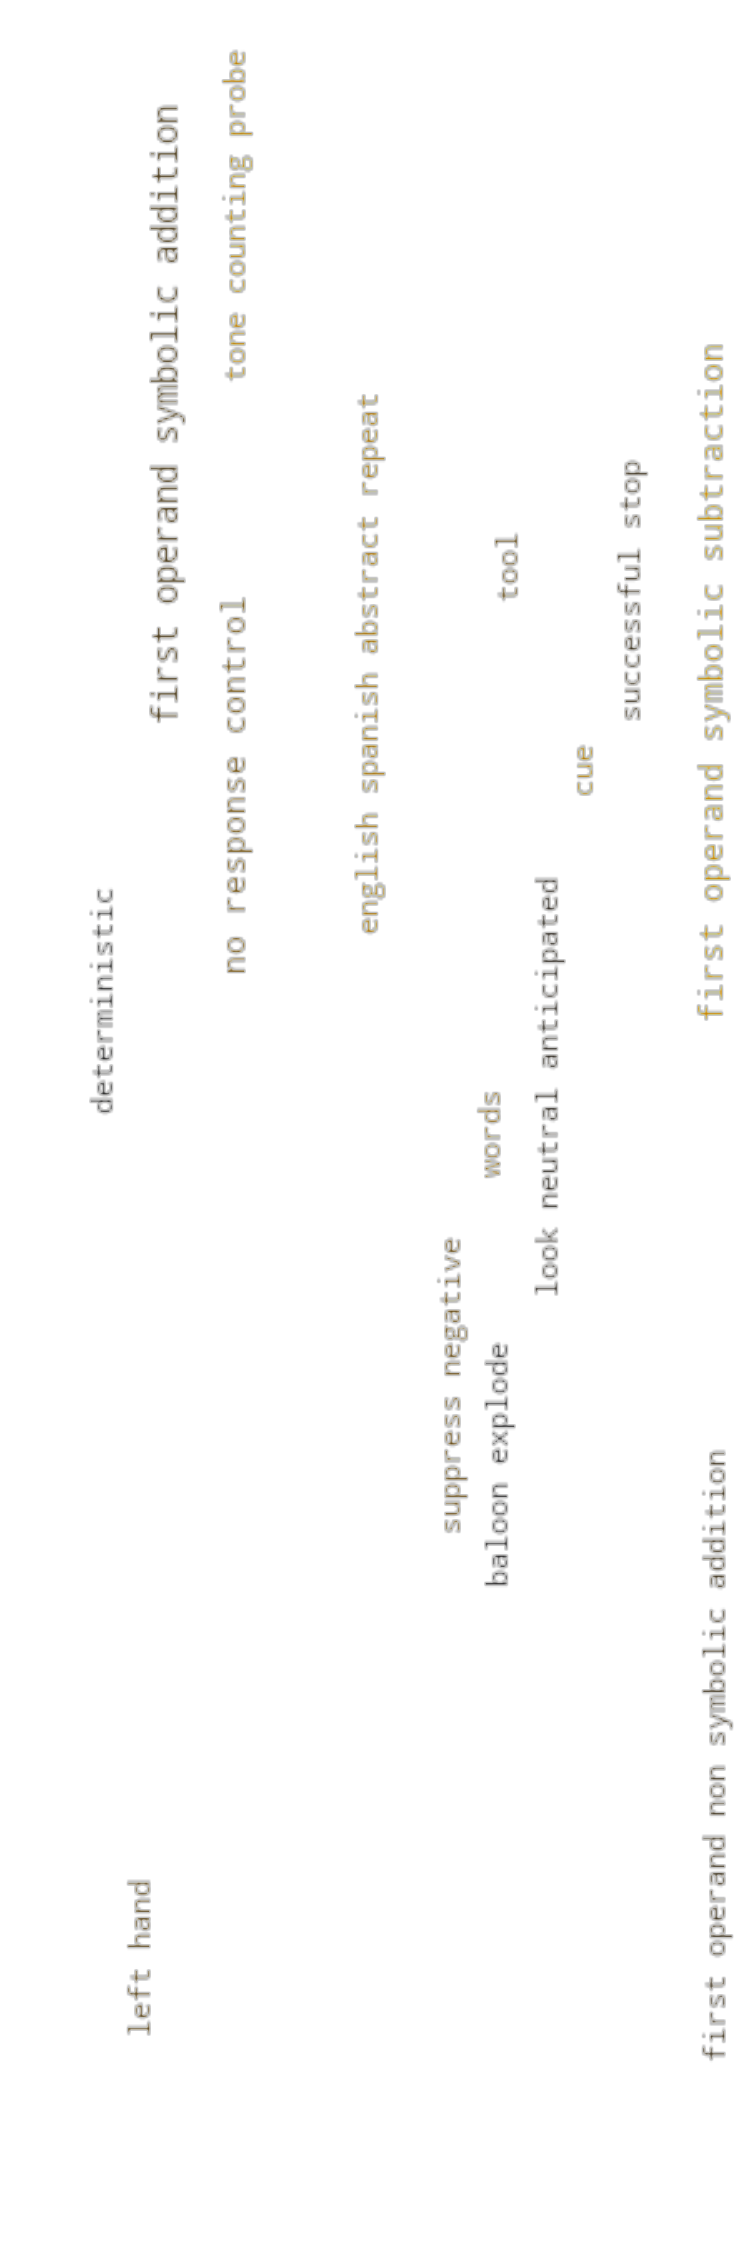 deterministic
left hand
first operand symbolic addition
tone counting probe
no response control
english spanish abstract repeat
suppress negative
words
baloon explode
tool
look neutral anticipated
cue
successful stop
first operand symbolic subtraction
first operand non symbolic addition